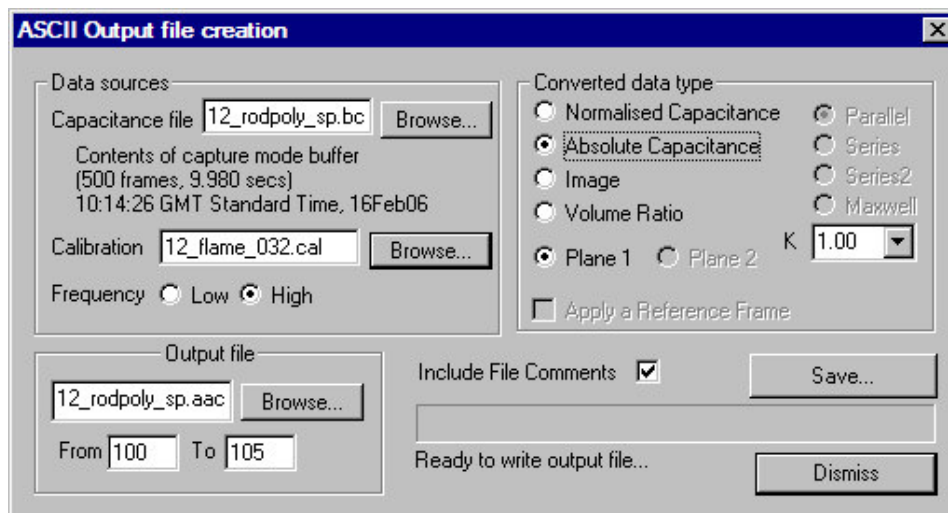 ASCII Output file creation
Data sources
Capacitance file 12_rodpoly_sp.bc Browse...
Contents of capture mode buffer
(500 frames, 9.980 secs)
10:14:26 GMT Standard Time, 16Feb06
Calibration 12_flame_032.cal Browse...
Frequency Low High
Converted data type
Normalised Capacitance Parallel
Absolute Capacitance Series
Image Series2
Volume Ratio Maxwell
K 1.00
Plane 1 Plane 2
Apply a Reference Frame
Output file
12_rodpoly_sp.aac Browse...
From 100 To 105
Include File Comments Save...
Ready to write output file...
Dismiss